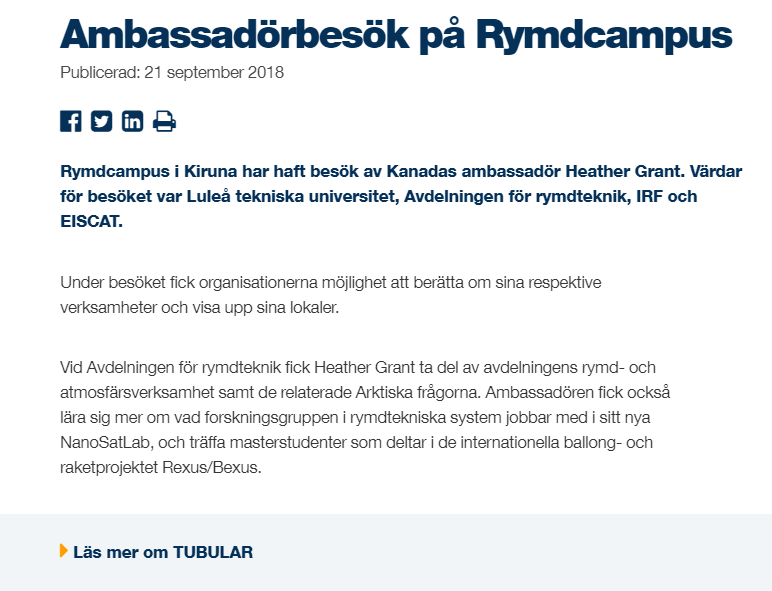 Ambassadörbesök på Rymdcampus
Publicerad: 21 september 2018
Rymdcampus i Kiruna har haft besök av Kanadas ambassadör Heather Grant. Värdar
för besöket var Luleå tekniska universitet, Avdelningen för rymdteknik, IRF och
EISCAT.
Under besöket fick organisationerna möjlighet att berätta om sina respektive
verksamheter och visa upp sina lokaler.
Vid Avdelningen för rymdteknik fick Heather Grant ta del av avdelningens rymd- och
atmosfärsverksamhet samt de relaterade Arktiska frågorna. Ambassadören fick också
lära sig mer om vad forskningsgruppen i rymdtekniska system jobbar med i sitt nya
NanoSatLab, och träffa masterstudenter som deltar i de internationella ballong- och
raketprojektet Rexus/Bexus.
Läs mer om TUBULAR